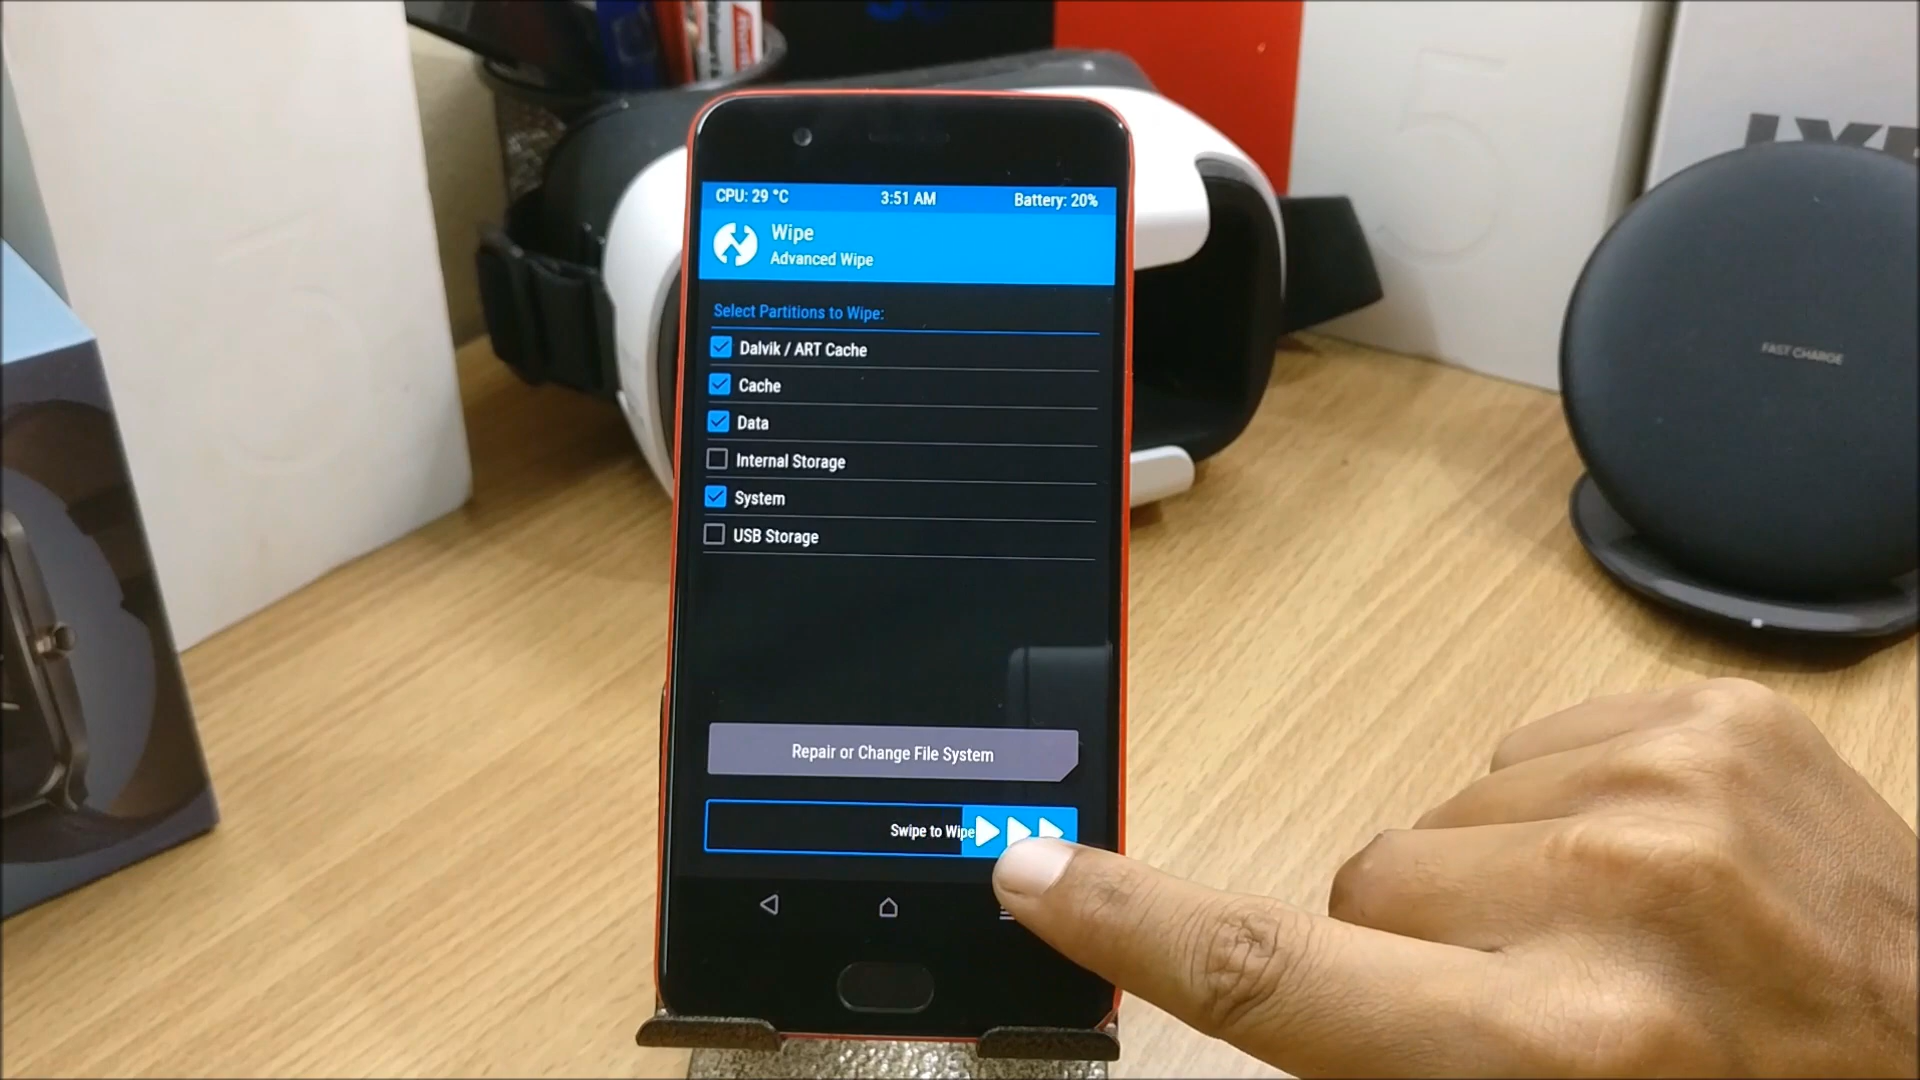 CPU: 29 °C 3:51 AM Battery: 20%
Wipe
Advanced Wipe
Select Partitions to Wipe:
Dalvik / ART Cache
Cache
Data
Internal Storage
System
USB Storage
Repair or Change File System
Swipe to Wipe
5
FAST CHARGE